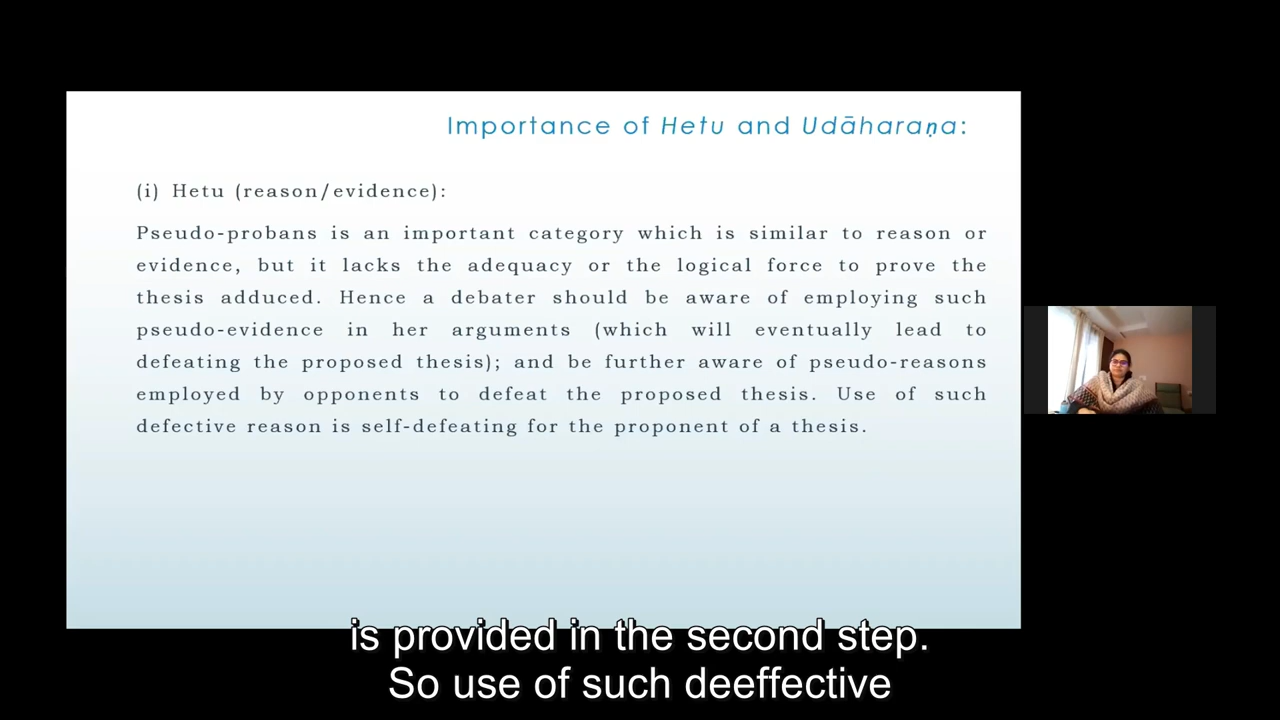 Importance of Hetu and Udāharaṇa:
(i) Hetu (reason/evidence):
Pseudo-probans is an important category which is similar to reason or
evidence, but it lacks the adequacy or the logical force to prove the
thesis adduced. Hence a debater should be aware of employing such
pseudo-evidence in her arguments (which will eventually lead to
defeating the proposed thesis); and be further aware of pseudo-reasons
employed by opponents to defeat the proposed thesis. Use of such
defective reason is self-defeating for the proponent of a thesis.
is provided in the second step.
So use of such deeffective